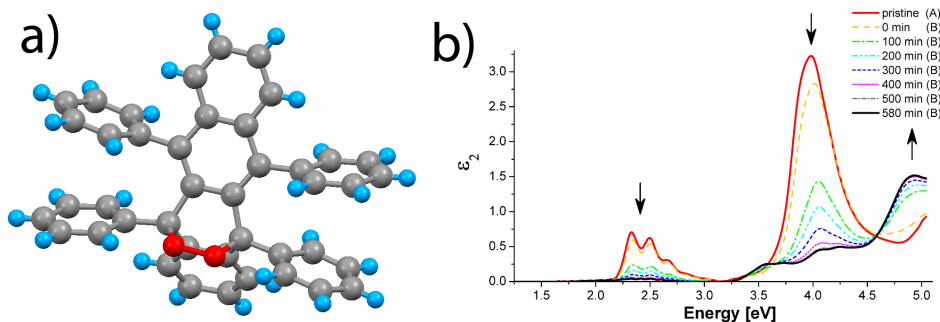 a)
b)
pristine (A)
0 min (B)
100 min (B)
200 min (B)
300 min (B)
400 min (B)
500 min (B)
580 min (B)
ε2
3.0
2.5
2.0
1.5
1.0
0.5
0.0
2.0 2.5 3.0 3.5 4.0 4.5 5.0
Energy [eV]